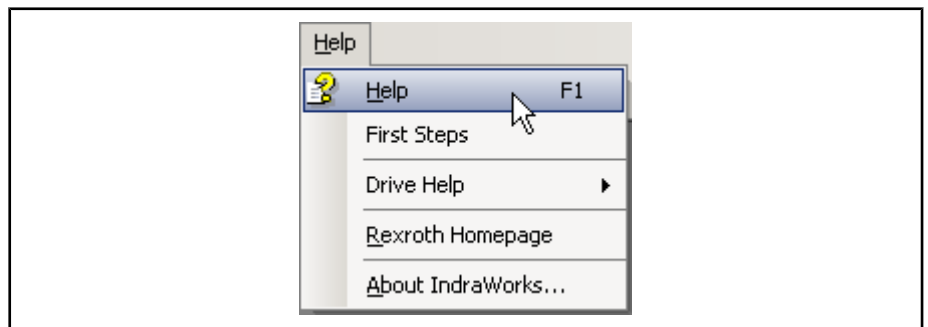 Help
Help F1
First Steps
Drive Help
Rexroth Homepage
About IndraWorks...